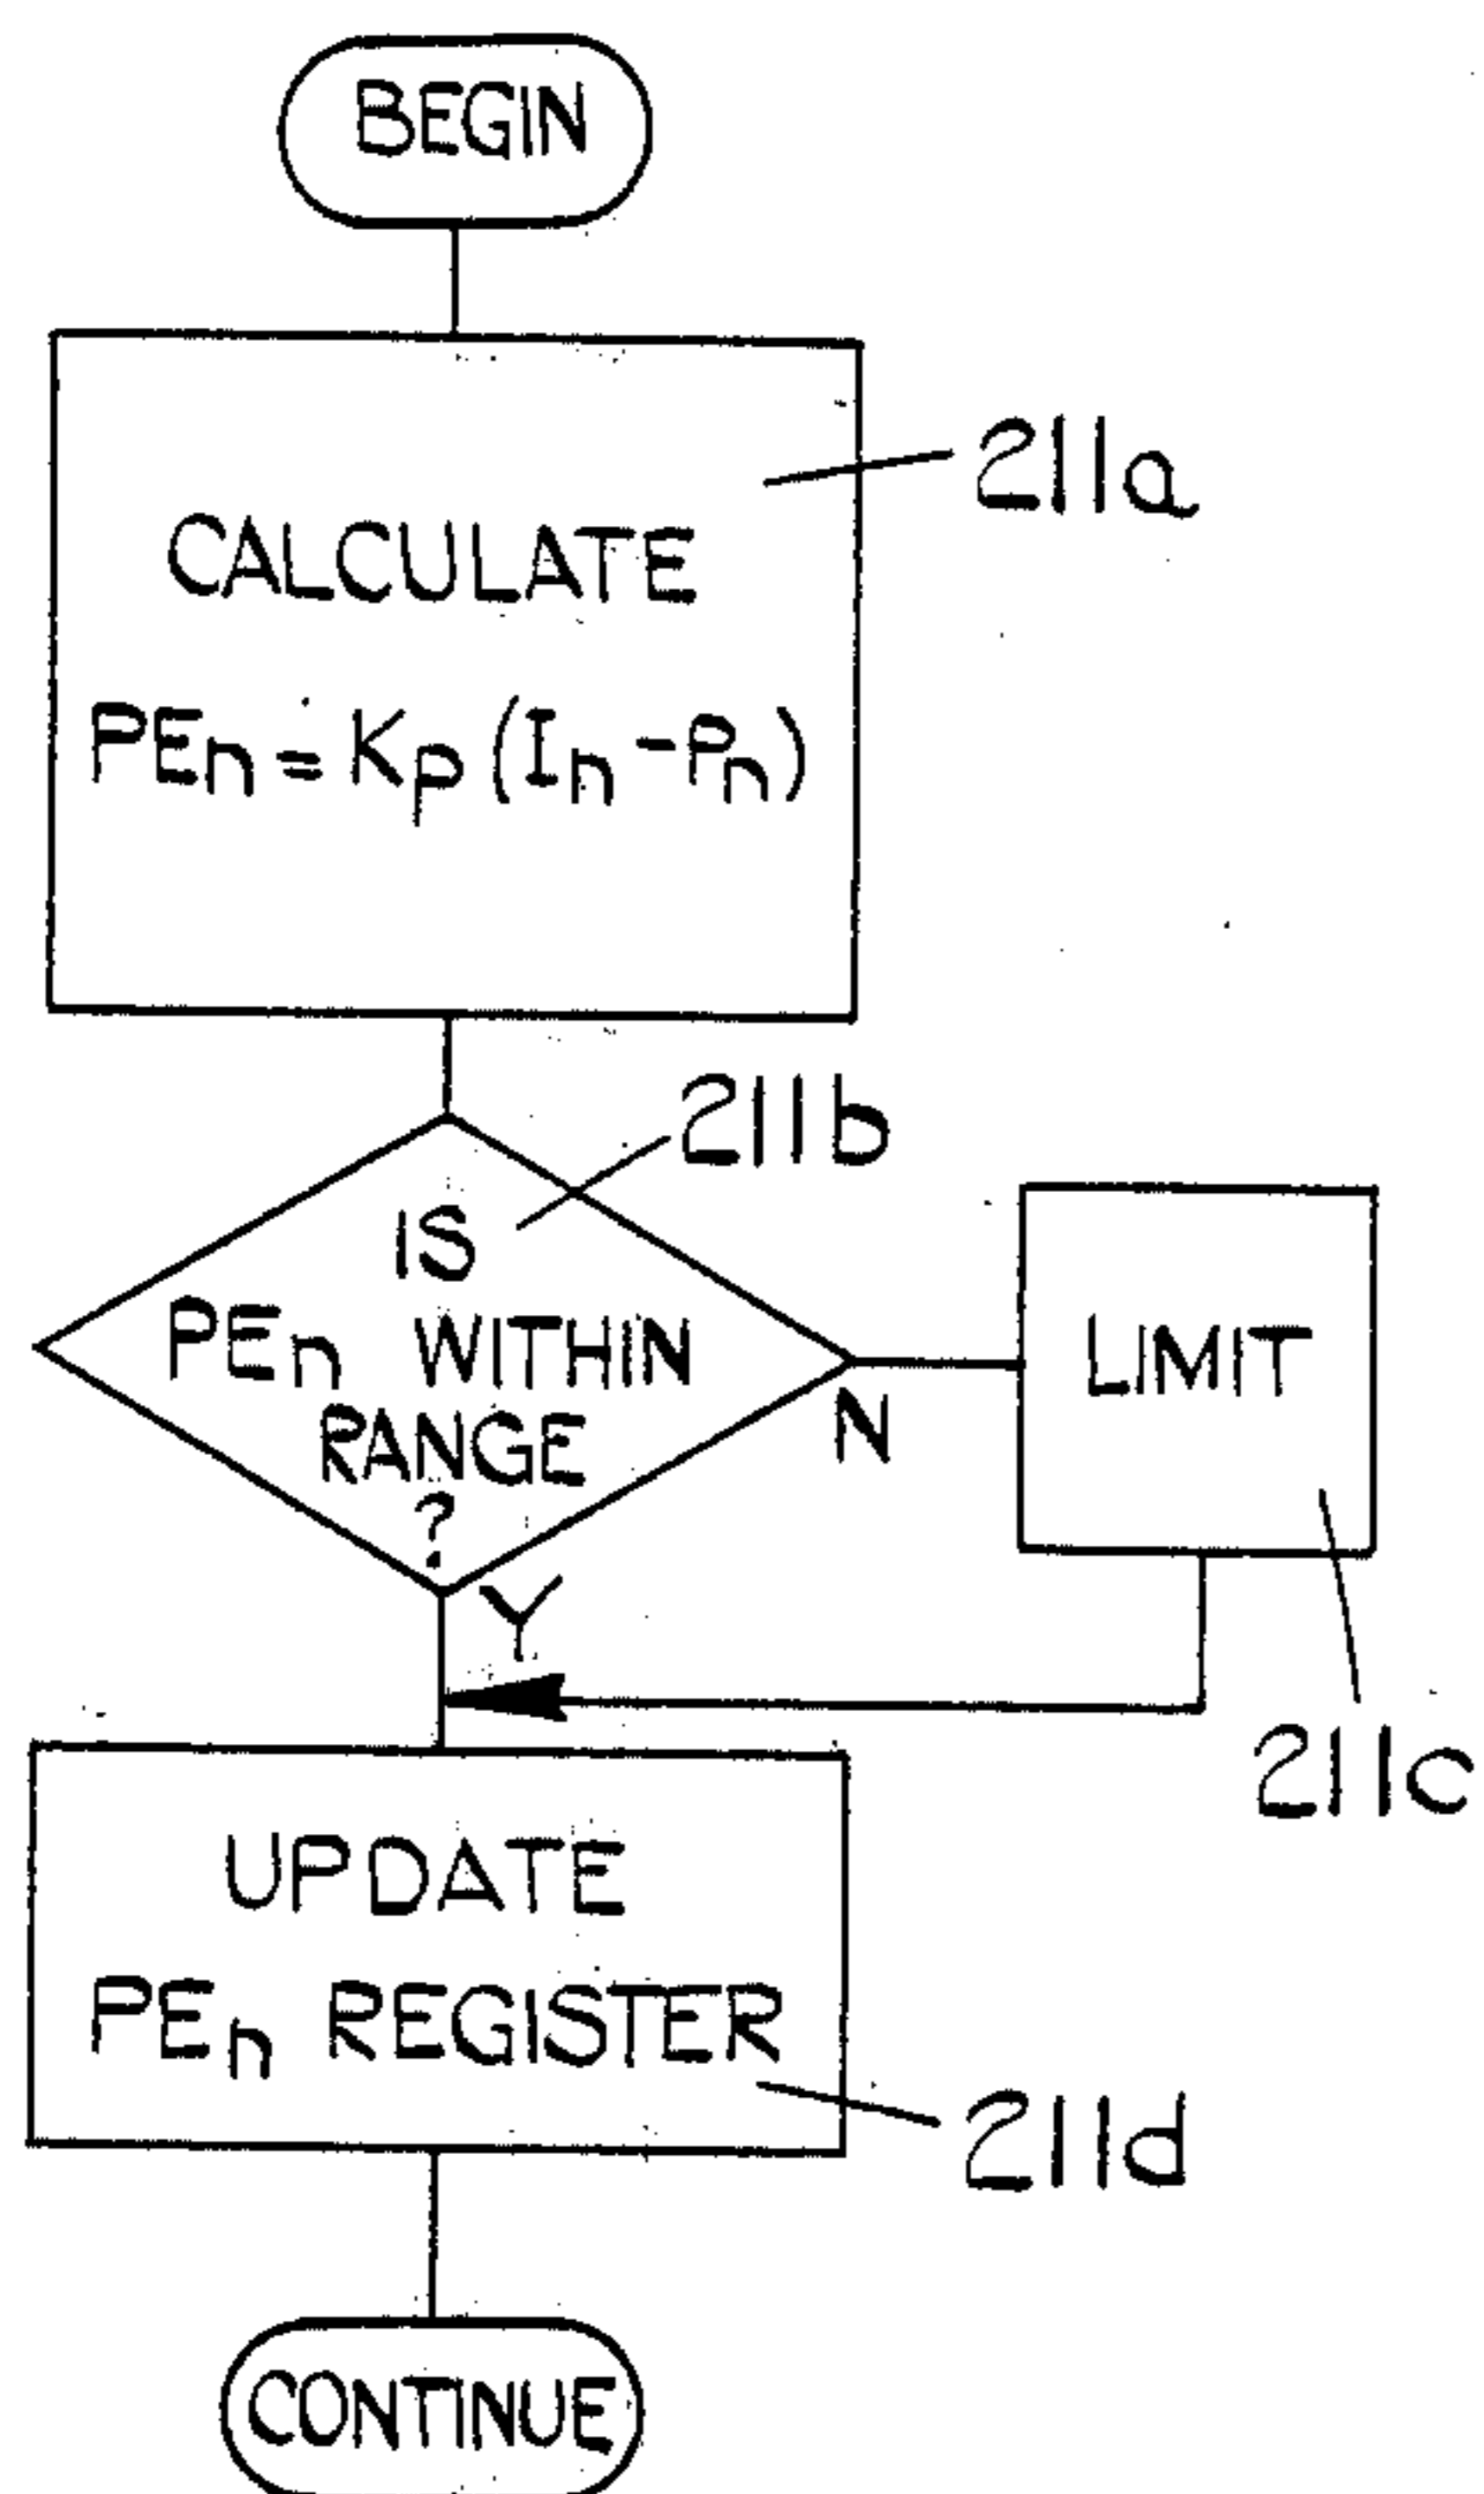 BEGIN
211a
CALCULATE
PEn = Kp (In - Pn)
211b
IS
PEn WITHIN
RANGE
?
N
LIMIT
Y
211c
UPDATE
PEn REGISTER
211d
CONTINUE